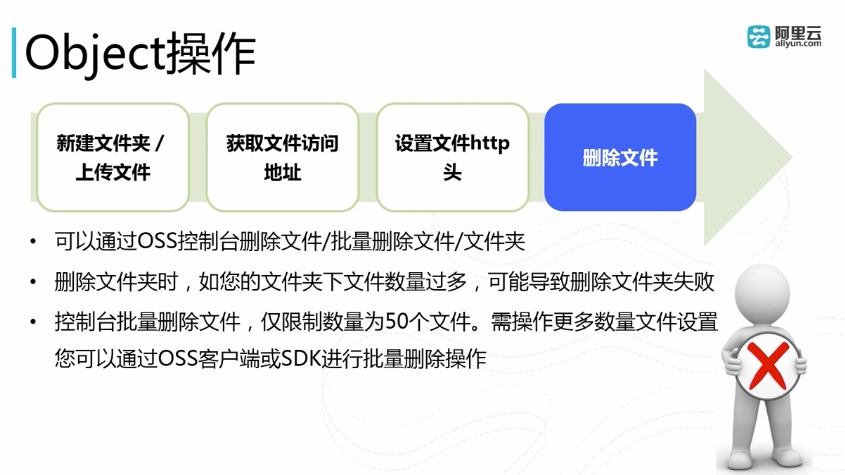 Object操作
阿里云
aliyun.com
新建文件夹 /
上传文件
获取文件访问
地址
设置文件http
头
删除文件
• 可以通过OSS控制台删除文件/批量删除文件/文件夹
• 删除文件夹时，如您的文件夹下文件数量过多，可能导致删除文件夹失败
• 控制台批量删除文件，仅限制数量为50个文件。需操作更多数量文件设置
您可以通过OSS客户端或SDK进行批量删除操作